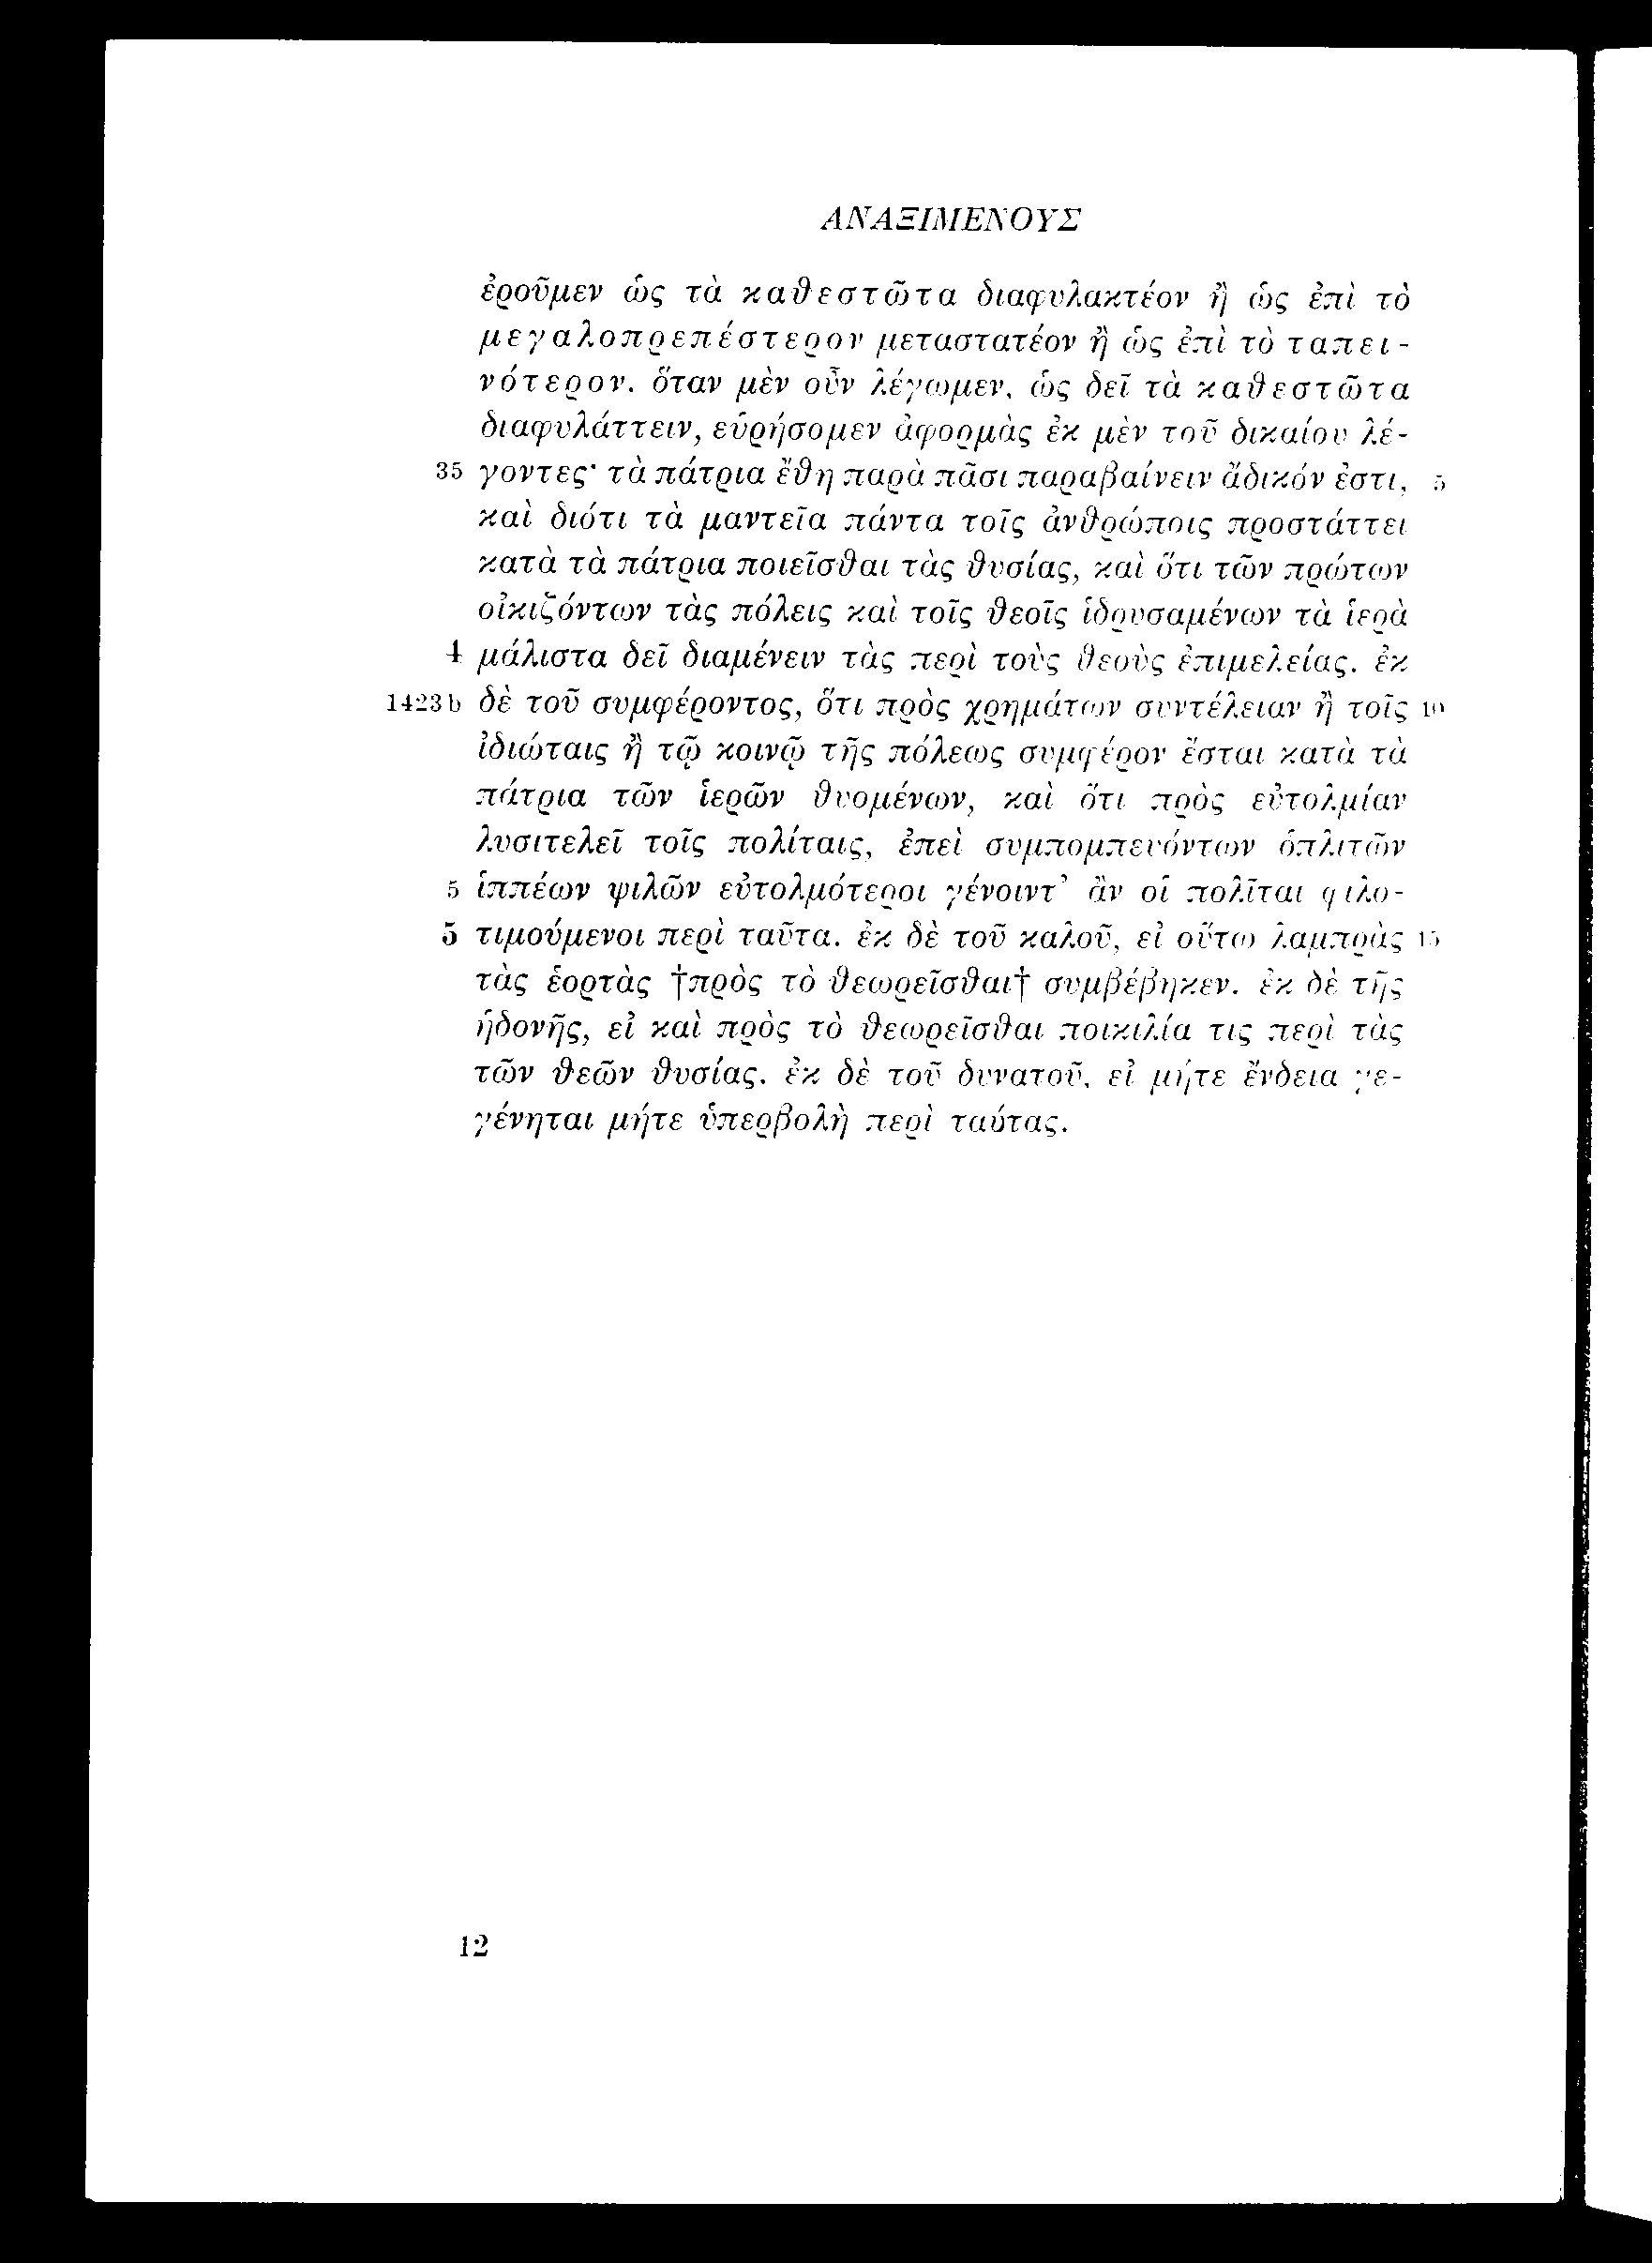 ΑΝΑΞΙΜΕΝΟΥΣ
ἐροῦμεν ὡς τὰ καθεστῶτα διαφυλακτέον ἢ ὡς ἐπὶ τὸ
μεγαλοπρεπέστερον μεταστατέον ἢ ὡς ἐπὶ τὸ ταπει-
νότερον. ὅταν μὲν οὖν λέγωμεν, ὡς δεῖ τὰ καθεστῶτα
διαφυλάττειν, εὑρήσομεν ἀφορμὰς ἐκ μὲν τοῦ δικαίου λέ-
35 γοντες· τὰ πάτρια ἔθη παρὰ πᾶσι παραβαίνειν ἄδικόν ἐστι, 5
καὶ διότι τὰ μαντεῖα πάντα τοῖς ἀνθρώποις προστάττει
κατὰ τὰ πάτρια ποιεῖσθαι τὰς θυσίας, καὶ ὅτι τῶν πρώτων
οἰκιζόντων τὰς πόλεις καὶ τοῖς θεοῖς ἱδρυσαμένων τὰ ἱερὰ
4 μάλιστα δεῖ διαμένειν τὰς περὶ τοὺς θεοὺς ἐπιμελείας. ἐκ
1423b δὲ τοῦ συμφέροντος, ὅτι πρὸς χρημάτων συντέλειαν ἢ τοῖς 10
ἰδιώταις ἢ τῷ κοινῷ τῆς πόλεως συμφέρον ἔσται κατὰ τὰ
πάτρια τῶν ἱερῶν θυομένων, καὶ ὅτι πρὸς εὐτολμίαν
λυσιτελεῖ τοῖς πολίταις, ἐπεὶ συμπομπευόντων ὁπλιτῶν
5 ἱππέων ψιλῶν εὐτολμότεροι γένοιντ’ ἂν οἱ πολῖται φιλο-
5 τιμούμενοι περὶ ταῦτα. ἐκ δὲ τοῦ καλοῦ, εἰ οὕτω λαμπρὰς 15
τὰς ἑορτὰς †πρὸς τὸ θεωρεῖσθαι† συμβέβηκεν. ἐκ δὲ τῆς
ἡδονῆς, εἰ καὶ πρὸς τὸ θεωρεῖσθαι ποικιλία τις περὶ τὰς
τῶν θεῶν θυσίας. ἐκ δὲ τοῦ δυνατοῦ, εἰ μήτε ἔνδεια γε-
γένηται μήτε ὑπερβολὴ περὶ ταύτας.
12